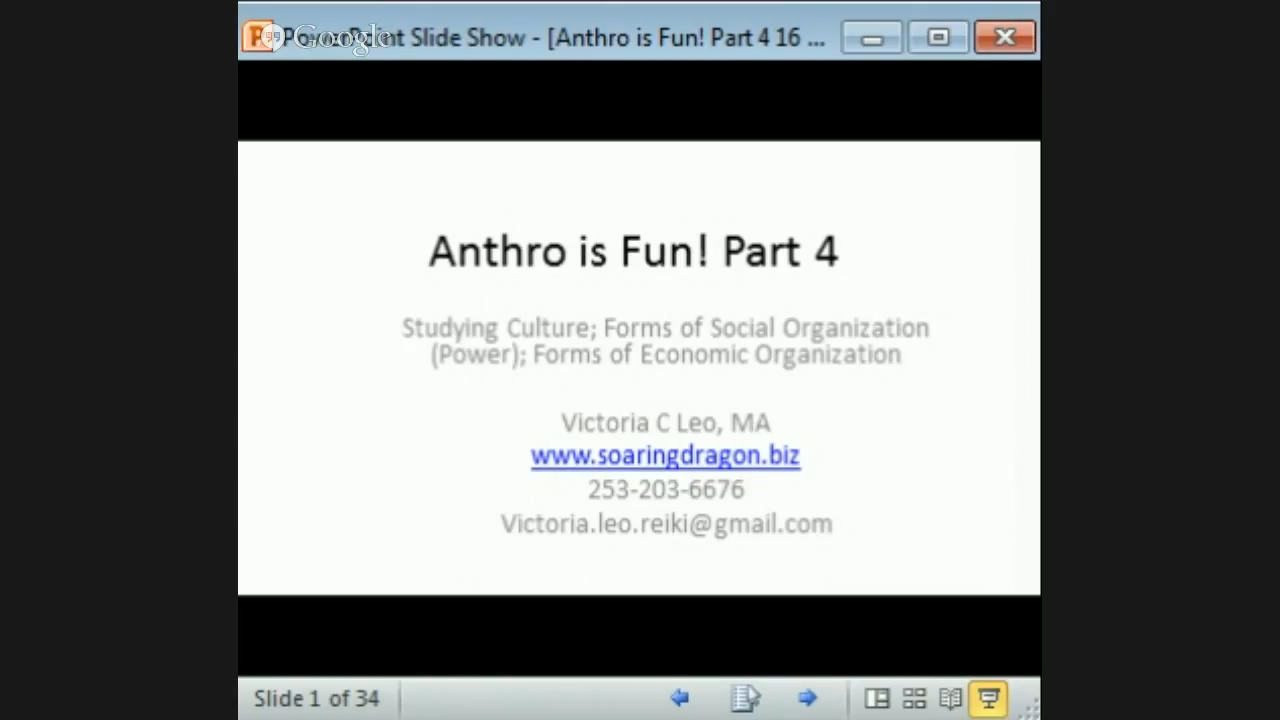 PowerPoint Slide Show - [Anthro is Fun! Part 4 16 ...
Google
Anthro is Fun! Part 4
Studying Culture; Forms of Social Organization
(Power); Forms of Economic Organization
Victoria C Leo, MA
www.soaringdragon.biz
253-203-6676
Victoria.leo.reiki@gmail.com
Slide 1 of 34